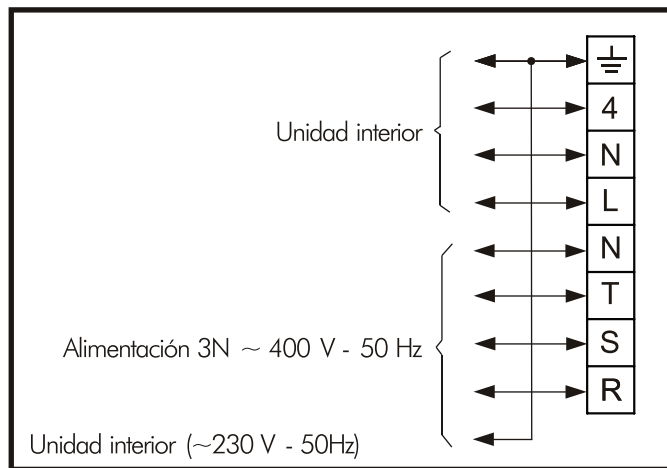 4
Unidad interior
N
L
N
T
Alimentación 3N ~ 400 V - 50 Hz
S
R
Unidad interior (~230 V - 50Hz)